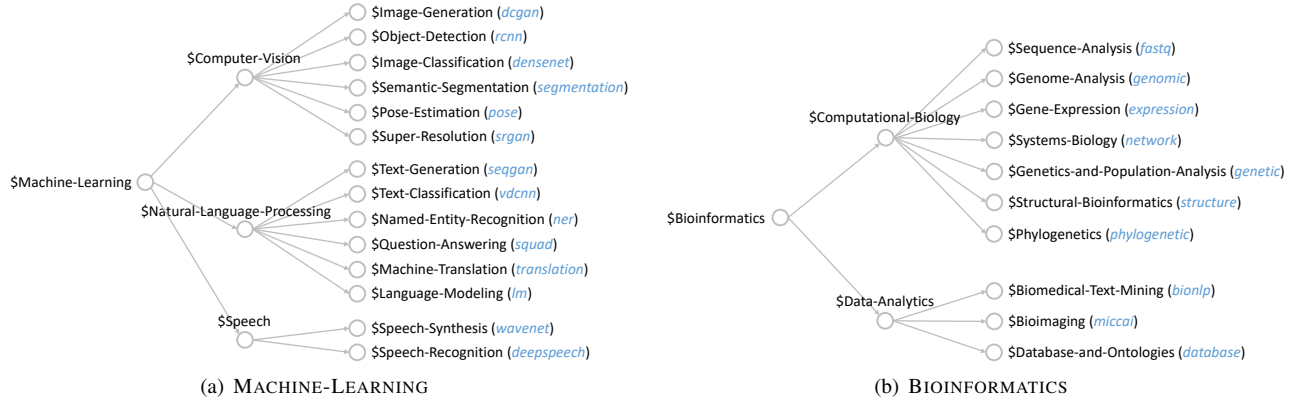 $Image-Generation (dcgan)
$Object-Detection (rcnn)
$Computer-Vision
$Image-Classification (densenet)
$Semantic-Segmentation (segmentation)
$Pose-Estimation (pose)
$Super-Resolution (srgan)
$Machine-Learning
$Text-Generation (seqgan)
$Text-Classification (vdcnn)
$Natural-Language-Processing
$Named-Entity-Recognition (ner)
$Question-Answering (squad)
$Machine-Translation (translation)
$Language-Modeling (lm)
$Speech
$Speech-Synthesis (wavenet)
$Speech-Recognition (deepspeech)
(a) MACHINE-LEARNING
$Sequence-Analysis (fastq)
$Genome-Analysis (genomic)
$Gene-Expression (expression)
$Computational-Biology
$Systems-Biology (network)
$Genetics-and-Population-Analysis (genetic)
$Structural-Bioinformatics (structure)
$Bioinformatics
$Phylogenetics (phylogenetic)
$Data-Analytics
$Biomedical-Text-Mining (bionlp)
$Bioimaging (miccai)
$Database-and-Ontologies (database)
(b) BIOINFORMATICS